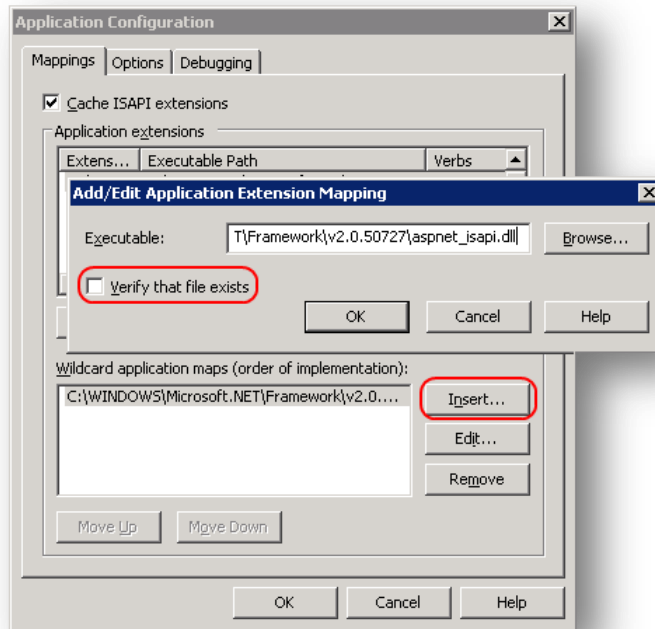 Application Configuration
Mappings Options Debugging
Cache ISAPI extensions
Application extensions
Extens... Executable Path Verbs
Add/Edit Application Extension Mapping
Executable: T\Framework\v2.0.50727\aspnet_isapi.dll Browse...
Verify that file exists
OK Cancel Help
Wildcard application maps (order of implementation):
C:\WINDOWS\Microsoft.NET\Framework\v2.0.... Insert...
Edit...
Remove
Move Up Move Down
OK Cancel Help